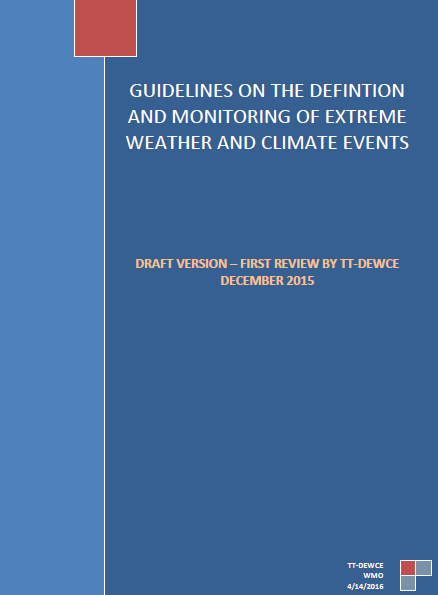 GUIDELINES ON THE DEFINTION
AND MONITORING OF EXTREME
WEATHER AND CLIMATE EVENTS
DRAFT VERSION – FIRST REVIEW BY TT-DEWCE
DECEMBER 2015
TT-DEWCE
WMO
4/14/2016